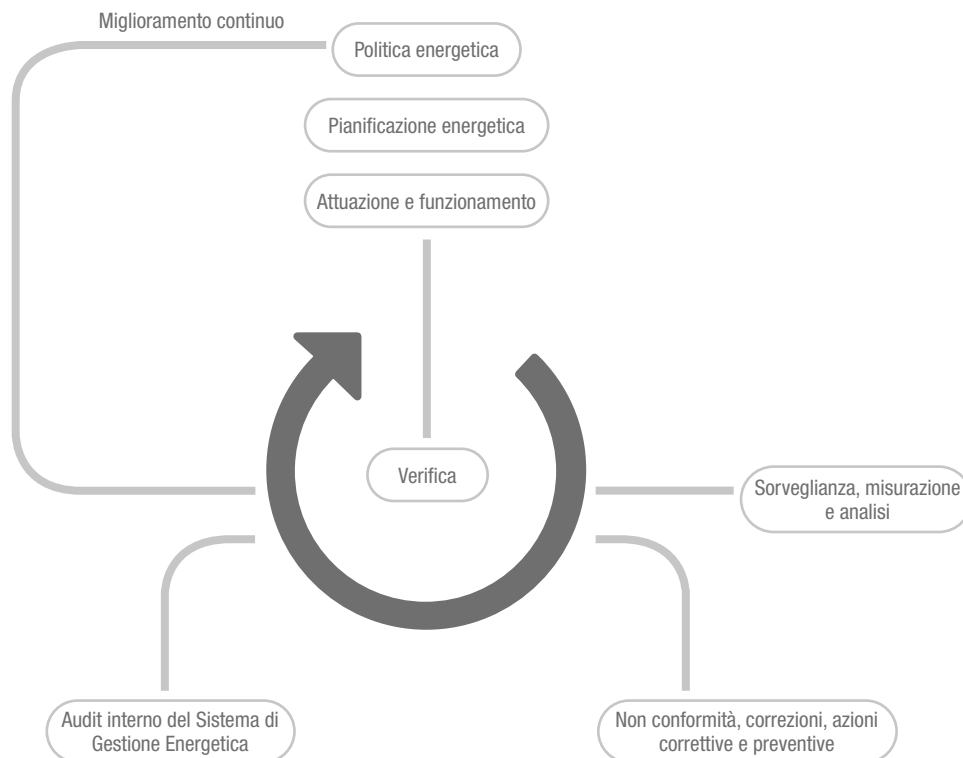 Miglioramento continuo
Politica energetica
Pianificazione energetica
Attuazione e funzionamento
Verifica
Sorveglianza, misurazione
e analisi
Audit interno del Sistema di
Gestione Energetica
Non conformità, correzioni, azioni
correttive e preventive